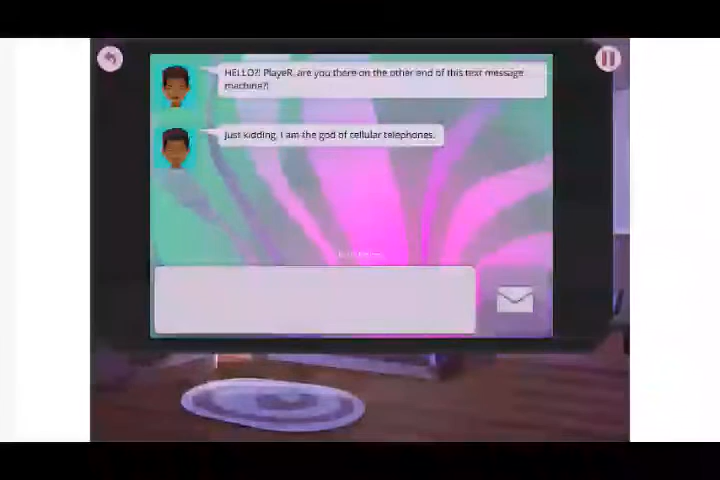 HELLO?! PlayeR, are you there on the other end of this text message
machine?!
Just kidding, I am the god of cellular telephones.